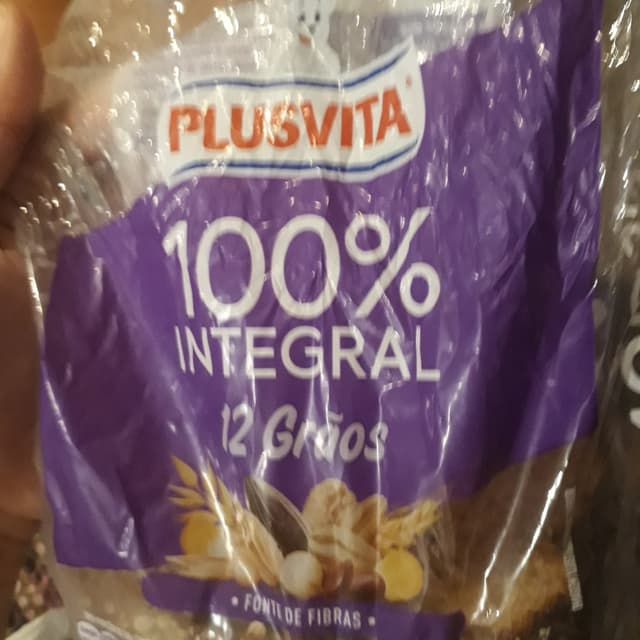 PLUSVITA
100%
INTEGRAL
12 Grãos
• FONTE DE FIBRAS •